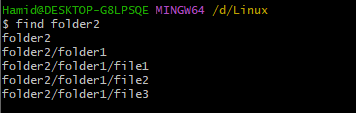 Hamid@DESKTOP-G8LPSQE MINGW64 /d/Linux
$ find folder2
folder2
folder2/folder1
folder2/folder1/file1
folder2/folder1/file2
folder2/folder1/file3